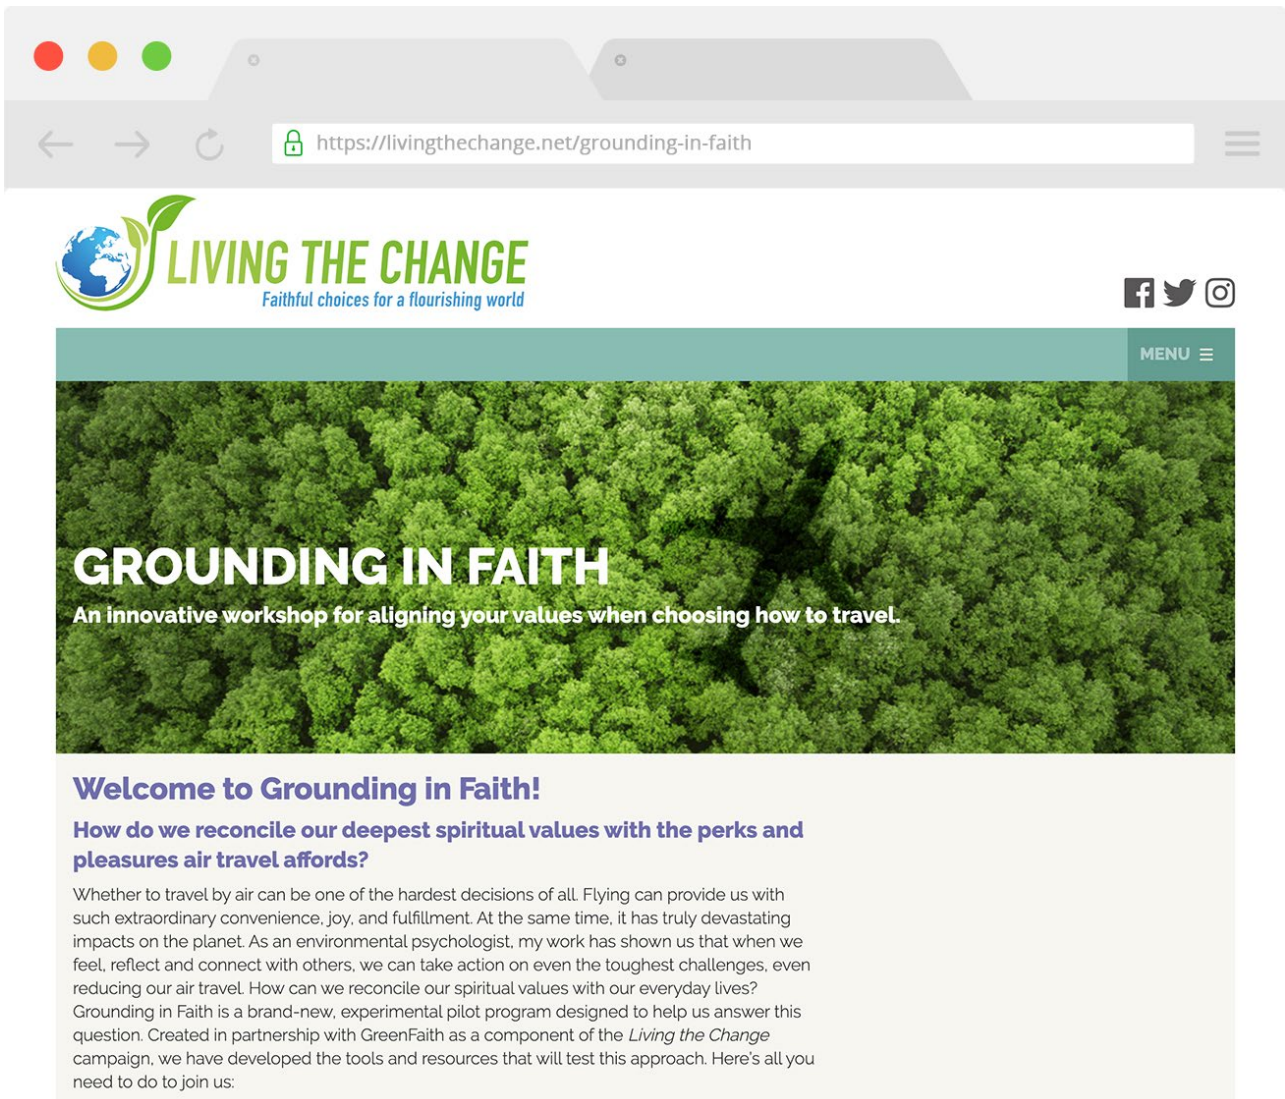 https://livingthechange.net/grounding-in-faith
LIVING THE CHANGE
Faithful choices for a flourishing world
MENU
GROUNDING IN FAITH
An innovative workshop for aligning your values when choosing how to travel.
Welcome to Grounding in Faith!
How do we reconcile our deepest spiritual values with the perks and
pleasures air travel affords?
Whether to travel by air can be one of the hardest decisions of all. Flying can provide us with
such extraordinary convenience, joy, and fulfillment. At the same time, it has truly devastating
impacts on the planet. As an environmental psychologist, my work has shown us that when we
feel, reflect and connect with others, we can take action on even the toughest challenges, even
reducing our air travel. How can we reconcile our spiritual values with our everyday lives?
Grounding in Faith is a brand-new, experimental pilot program designed to help us answer this
question. Created in partnership with GreenFaith as a component of the Living the Change
campaign, we have developed the tools and resources that will test this approach. Here's all you
need to do to join us: